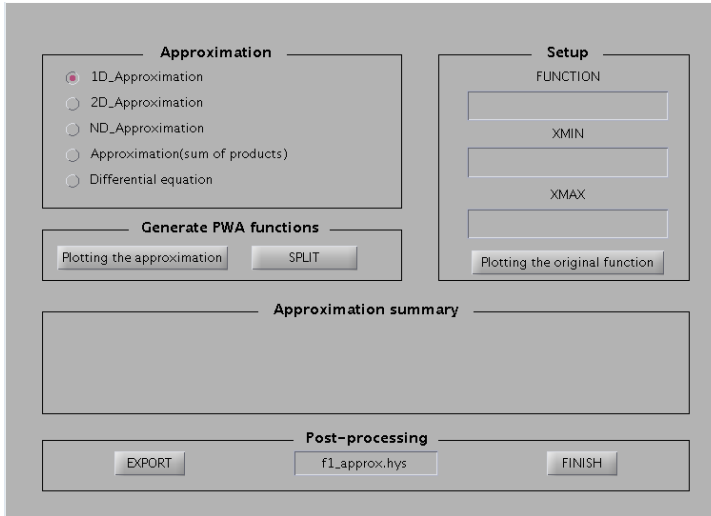 Approximation
1D_Approximation
2D_Approximation
ND_Approximation
Approximation(sum of products)
Differential equation
Setup
FUNCTION
XMIN
XMAX
Plotting the original function
Generate PWA functions
Plotting the approximation
SPLIT
Approximation summary
Post-processing
EXPORT
f1_approx.hys
FINISH